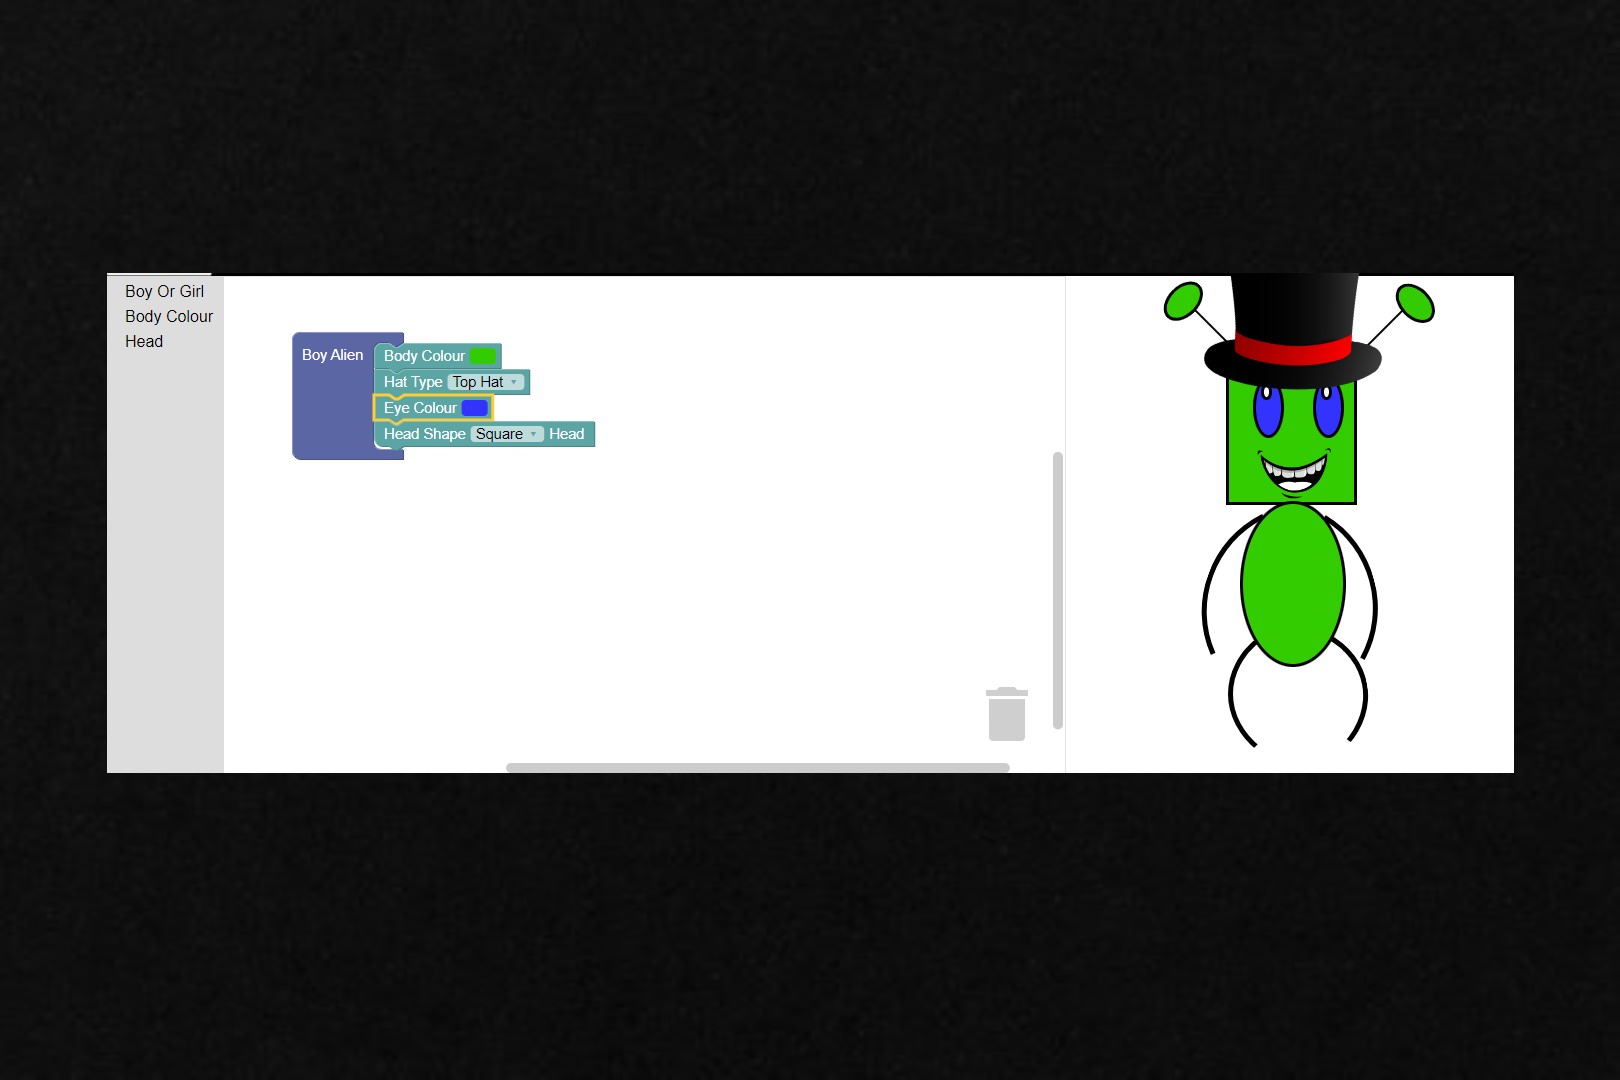 Boy Or Girl
Body Colour
Head
Boy Alien
Body Colour
Hat Type Top Hat
Eye Colour
Head Shape Square Head